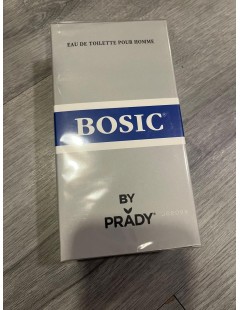 EAU DE TOILETTE POUR HOMME
BOSIC®
BY
PRADY®